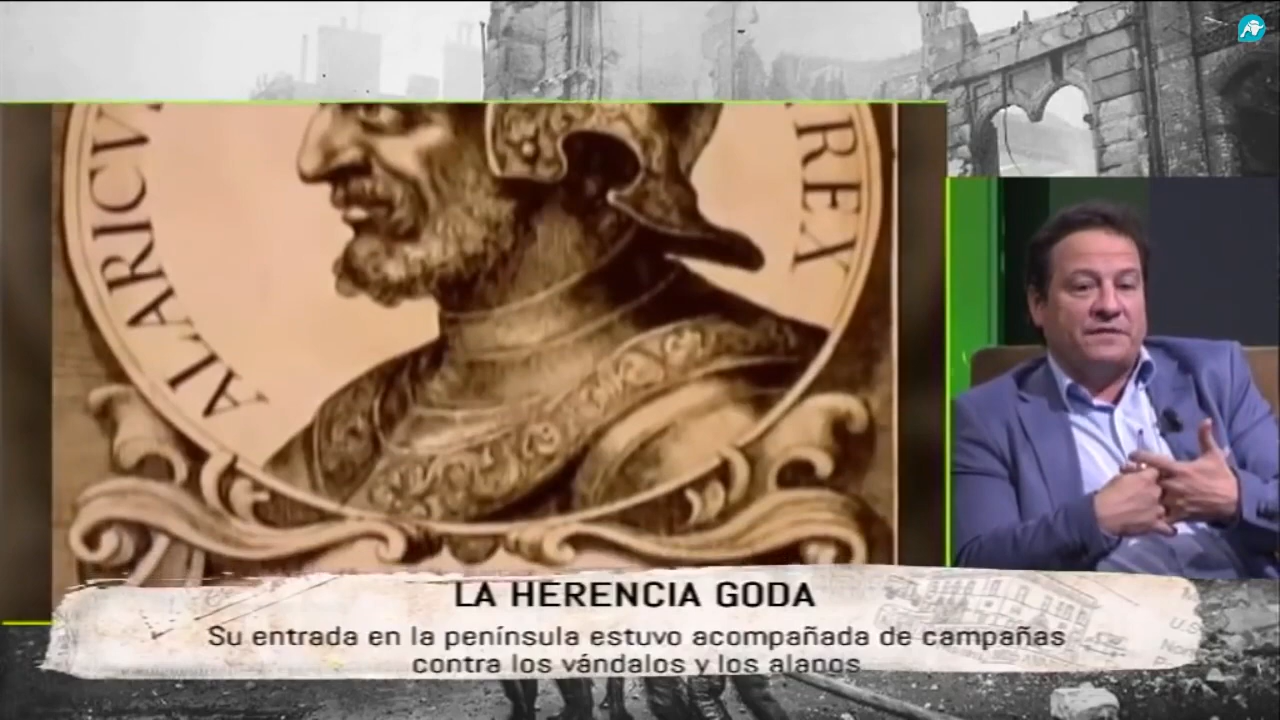 ALARICV
REX
LA HERENCIA GODA
Su entrada en la península estuvo acompañada de campañas
contra los vándalos y los alanos